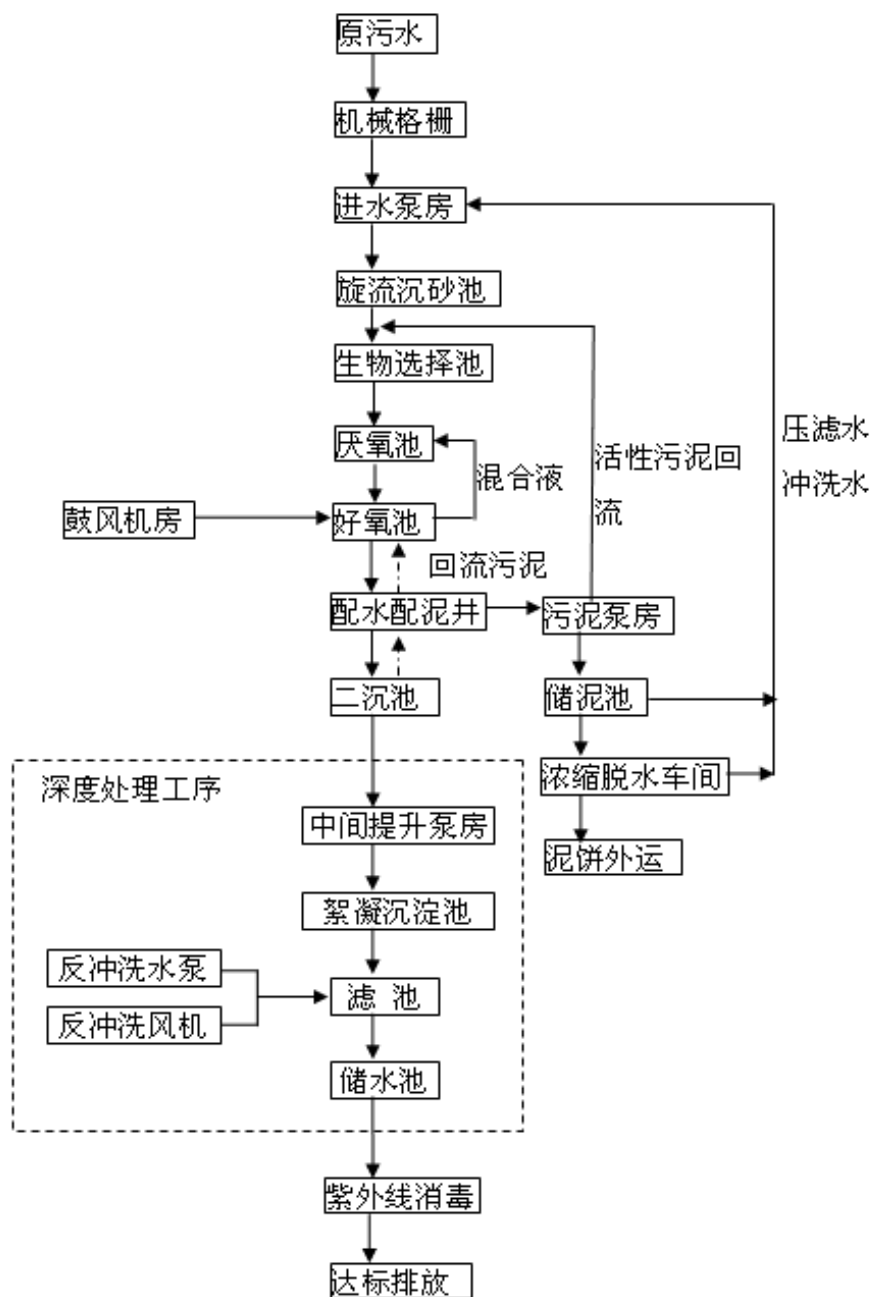 原污水
机械格栅
进水泵房
旋流沉砂池
生物选择池
厌氧池
混合液
活性污泥回
流
压滤水
冲洗水
鼓风机房
好氧池
回流污泥
配水配泥井
污泥泵房
二沉池
储泥池
浓缩脱水车间
泥饼外运
深度处理工序
中间提升泵房
絮凝沉淀池
反冲洗水泵
反冲洗风机
滤 池
储水池
紫外线消毒
达标排放